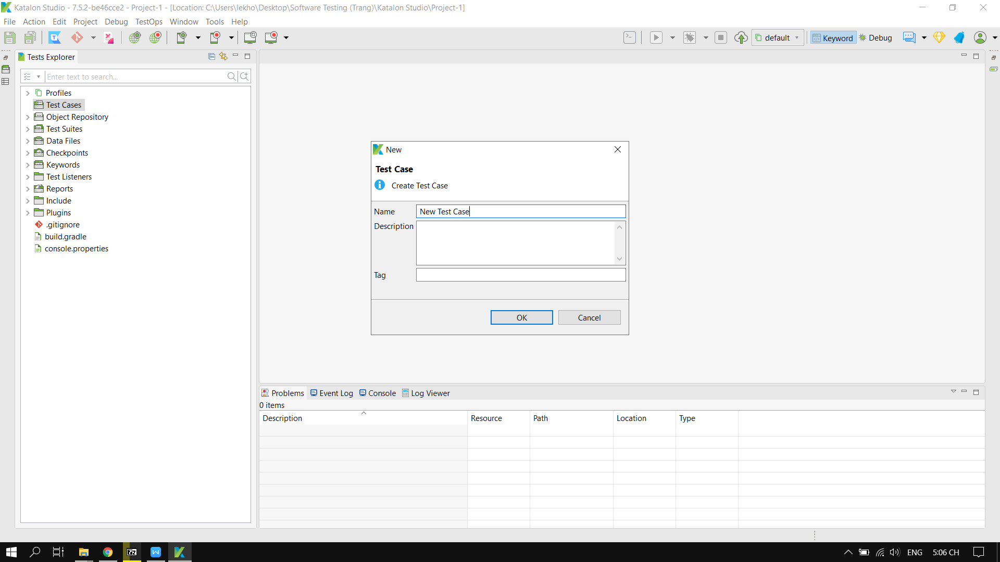 Katalon Studio - 7.5.2-be46cce2 - Project-1 - [Location: C:\Users\lekho\Desktop\Software Testing (Trang)\Katalon Studio\Project-1]
File Action Edit Project Debug TestOps Window Tools Help
default Keyword Debug
Tests Explorer
Enter text to search...
Profiles
Test Cases
Object Repository
Test Suites
Data Files
Checkpoints
Keywords
Test Listeners
Reports
Include
Plugins
.gitignore
build.gradle
console.properties
New
Test Case
Create Test Case
Name New Test Case
Description
Tag
OK Cancel
Problems Event Log Console Log Viewer
0 items
Description Resource Path Location Type
ENG 5:06 CH